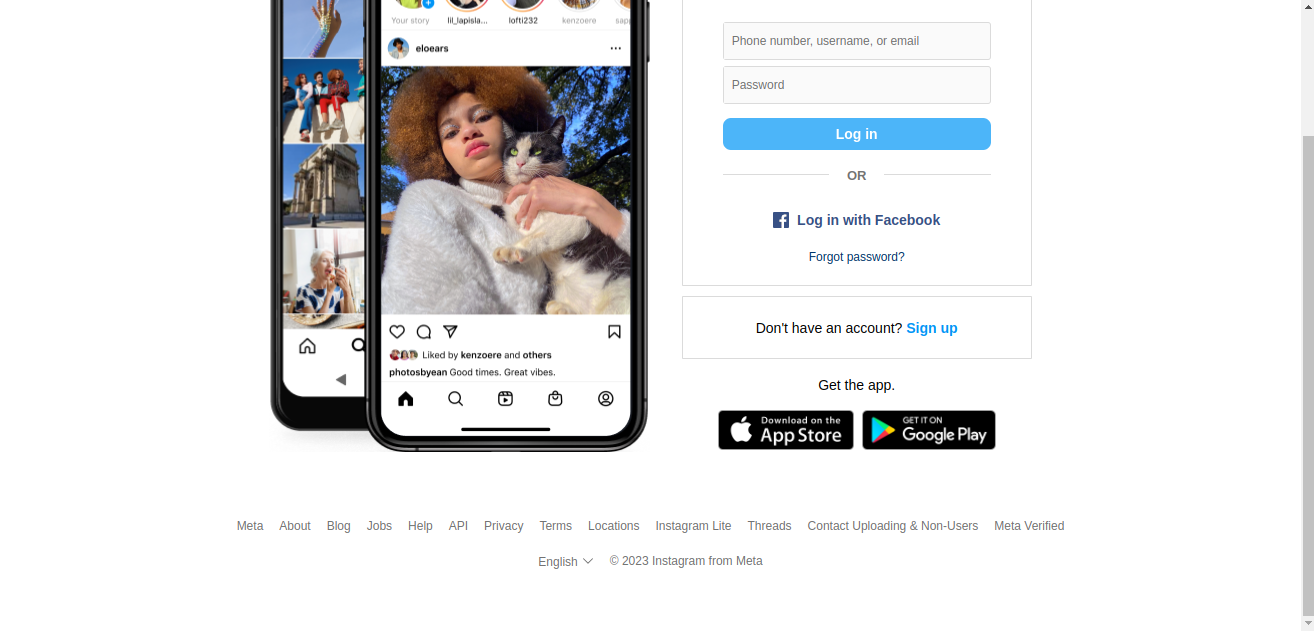 Your story lil_lapisla... lofti232 kenzoere sapp
eloears
Liked by kenzoere and others
photosbyean Good times. Great vibes.
Phone number, username, or email
Password
Log in
OR
Log in with Facebook
Forgot password?
Don't have an account? Sign up
Get the app.
Download on the
App Store
GET IT ON
Google Play
Meta About Blog Jobs Help API Privacy Terms Locations Instagram Lite Threads Contact Uploading & Non-Users Meta Verified
English © 2023 Instagram from Meta